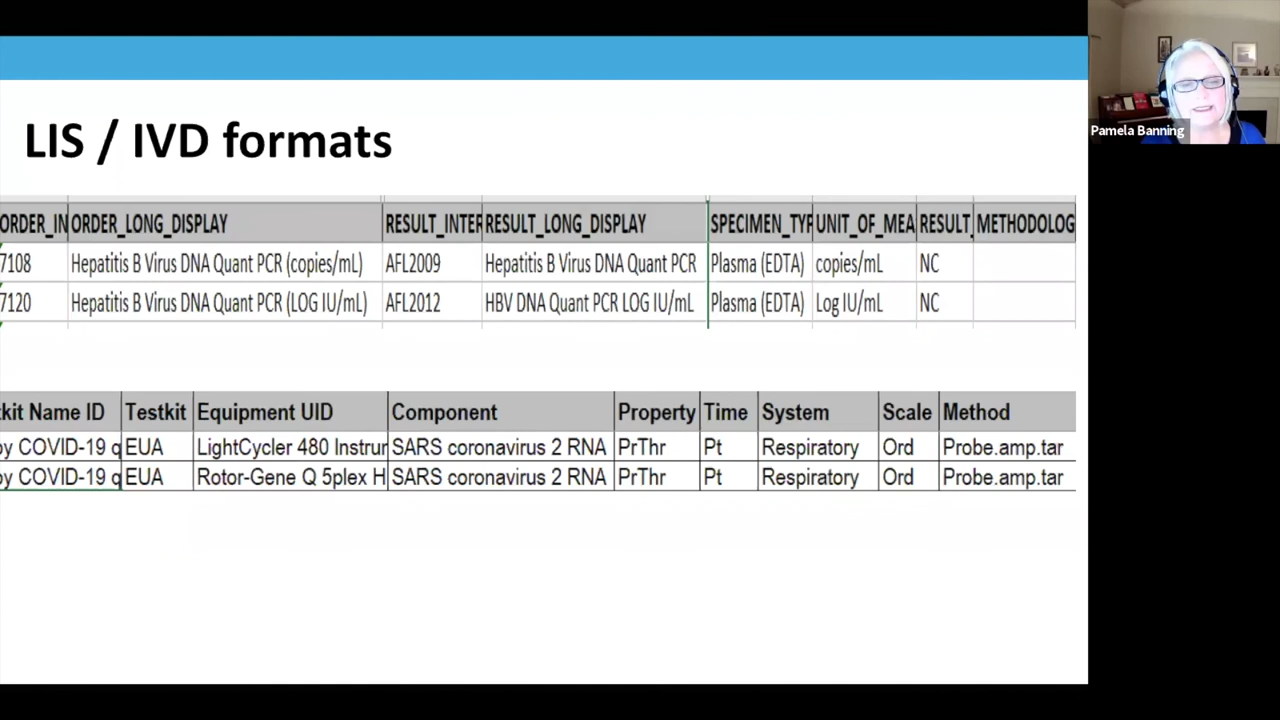 LIS / IVD formats
Pamela Banning
ORDER_IN ORDER_LONG_DISPLAY RESULT_INTER RESULT_LONG_DISPLAY SPECIMEN_TYP UNIT_OF_MEA RESULT_ METHODOLOG
7108 Hepatitis B Virus DNA Quant PCR (copies/mL) AFL2009 Hepatitis B Virus DNA Quant PCR Plasma (EDTA) copies/mL NC
7120 Hepatitis B Virus DNA Quant PCR (LOG IU/mL) AFL2012 HBV DNA Quant PCR LOG IU/mL Plasma (EDTA) Log IU/mL NC
kit Name ID Testkit Equipment UID Component Property Time System Scale Method
by COVID-19 q EUA LightCycler 480 Instrur SARS coronavirus 2 RNA PrThr Pt Respiratory Ord Probe.amp.tar
by COVID-19 q EUA Rotor-Gene Q 5plex H SARS coronavirus 2 RNA PrThr Pt Respiratory Ord Probe.amp.tar